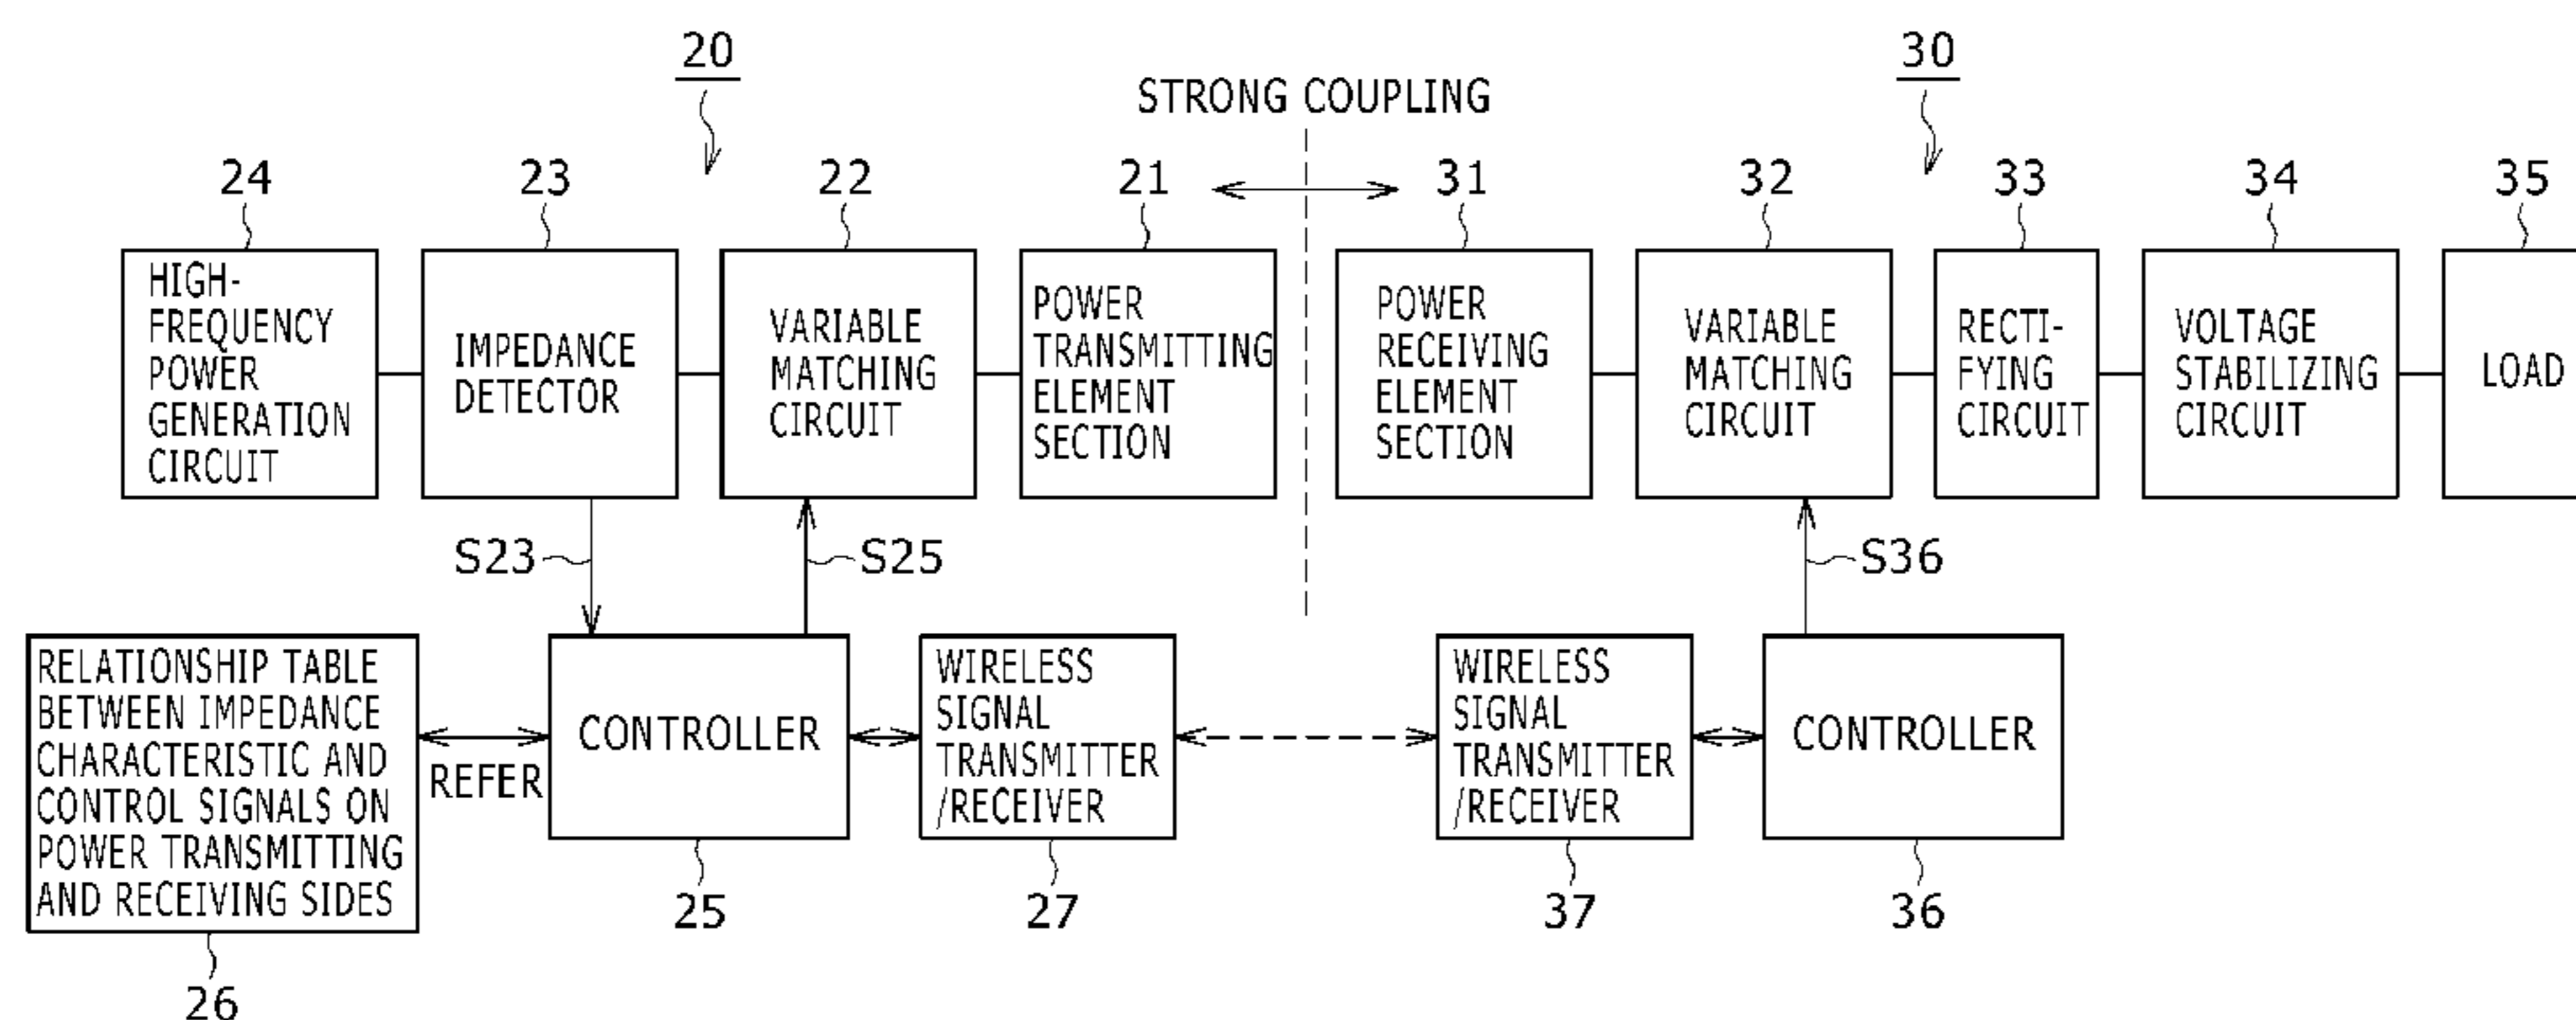 20
30
STRONG COUPLING
24
23
22
21
31
32
33
34
35
HIGH-
FREQUENCY
POWER
GENERATION
CIRCUIT
IMPEDANCE
DETECTOR
VARIABLE
MATCHING
CIRCUIT
POWER
TRANSMITTING
ELEMENT
SECTION
POWER
RECEIVING
ELEMENT
SECTION
VARIABLE
MATCHING
CIRCUIT
RECTI-
FYING
CIRCUIT
VOLTAGE
STABILIZING
CIRCUIT
LOAD
S23
S25
S36
RELATIONSHIP TABLE
BETWEEN IMPEDANCE
CHARACTERISTIC AND
CONTROL SIGNALS ON
POWER TRANSMITTING
AND RECEIVING SIDES
REFER
CONTROLLER
WIRELESS
SIGNAL
TRANSMITTER
/RECEIVER
WIRELESS
SIGNAL
TRANSMITTER
/RECEIVER
CONTROLLER
25
27
37
36
26